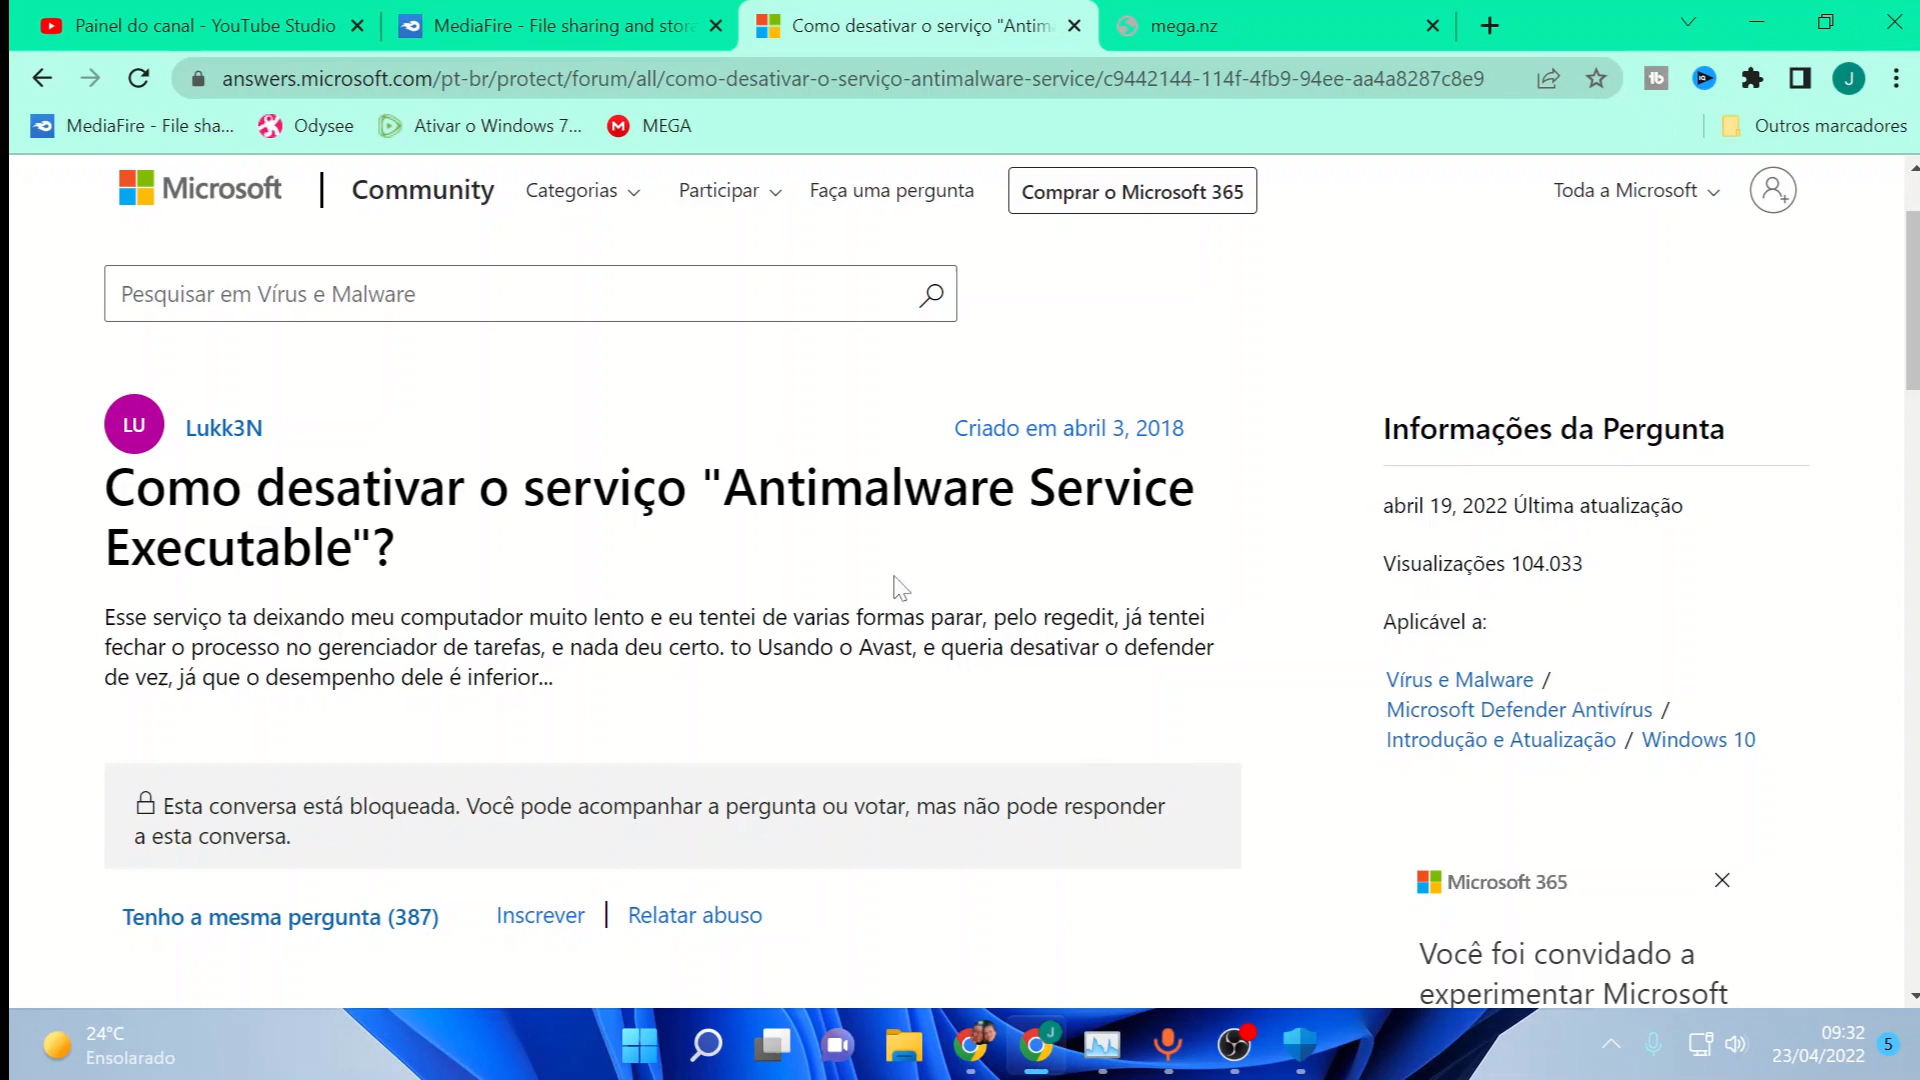 Painel do canal - YouTube Studio
MediaFire - File sharing and stora
Como desativar o serviço "Antim
mega.nz
answers.microsoft.com/pt-br/protect/forum/all/como-desativar-o-serviço-antimalware-service/c9442144-114f-4fb9-94ee-aa4a8287c8e9
tb
J
MediaFire - File sha...
Odysee
Ativar o Windows 7...
MEGA
Outros marcadores
Microsoft
Community
Categorias
Participar
Faça uma pergunta
Comprar o Microsoft 365
Toda a Microsoft
Pesquisar em Vírus e Malware
LU
Lukk3N
Criado em abril 3, 2018
Como desativar o serviço "Antimalware Service
Executable"?
Esse serviço ta deixando meu computador muito lento e eu tentei de varias formas parar, pelo regedit, já tentei
fechar o processo no gerenciador de tarefas, e nada deu certo. to Usando o Avast, e queria desativar o defender
de vez, já que o desempenho dele é inferior...
Esta conversa está bloqueada. Você pode acompanhar a pergunta ou votar, mas não pode responder
a esta conversa.
Tenho a mesma pergunta (387)
Inscrever
Relatar abuso
Informações da Pergunta
abril 19, 2022 Última atualização
Visualizações 104.033
Aplicável a:
Vírus e Malware /
Microsoft Defender Antivírus /
Introdução e Atualização / Windows 10
Microsoft 365
Você foi convidado a
experimentar Microsoft
24°C
Ensolarado
J
09:32
23/04/2022
5